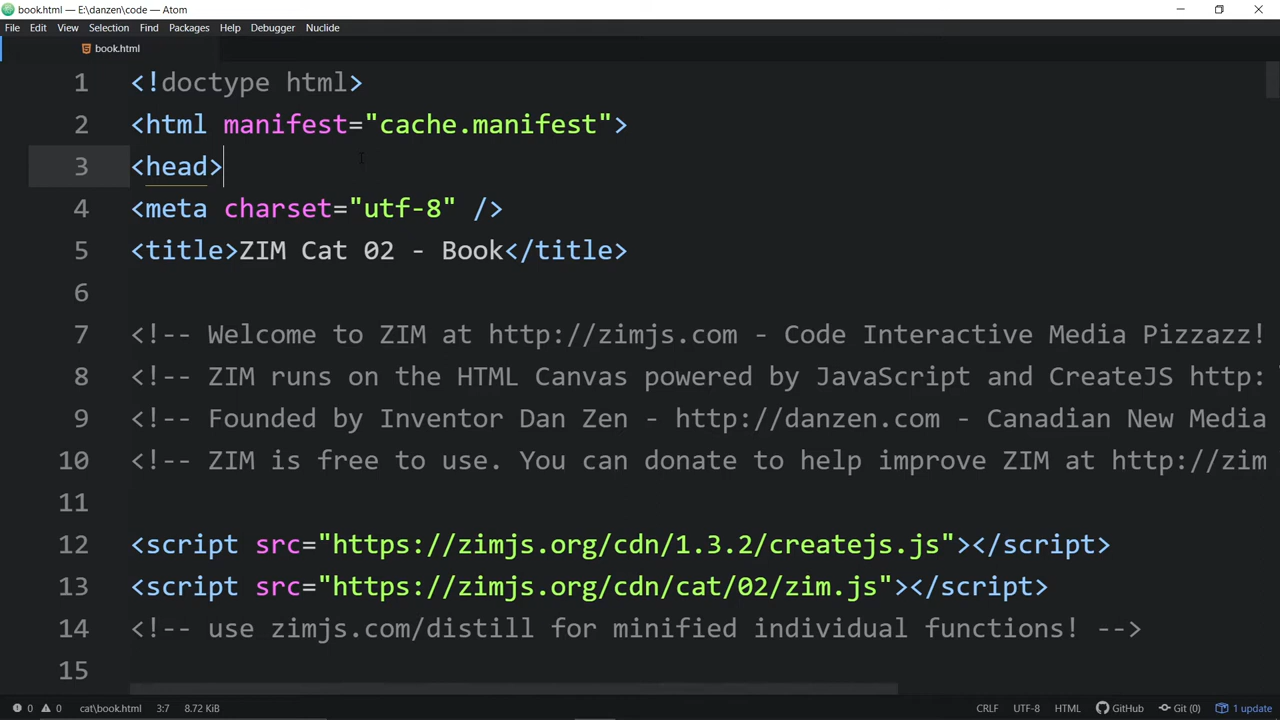 book.html — E:\danzen\code — Atom
File Edit View Selection Find Packages Help Debugger Nuclide
book.html
1 <!doctype html>
2 <html manifest="cache.manifest">
3 <head>
4 <meta charset="utf-8" />
5 <title>ZIM Cat 02 - Book</title>
6
7 <!-- Welcome to ZIM at http://zimjs.com - Code Interactive Media Pizzazz!
8 <!-- ZIM runs on the HTML Canvas powered by JavaScript and CreateJS http:
9 <!-- Founded by Inventor Dan Zen - http://danzen.com - Canadian New Media
10 <!-- ZIM is free to use. You can donate to help improve ZIM at http://zim
11
12 <script src="https://zimjs.org/cdn/1.3.2/createjs.js"></script>
13 <script src="https://zimjs.org/cdn/cat/02/zim.js"></script>
14 <!-- use zimjs.com/distill for minified individual functions! -->
15
0 0 cat\book.html 3:7 8.72 KiB CRLF UTF-8 HTML GitHub Git (0) 1 update